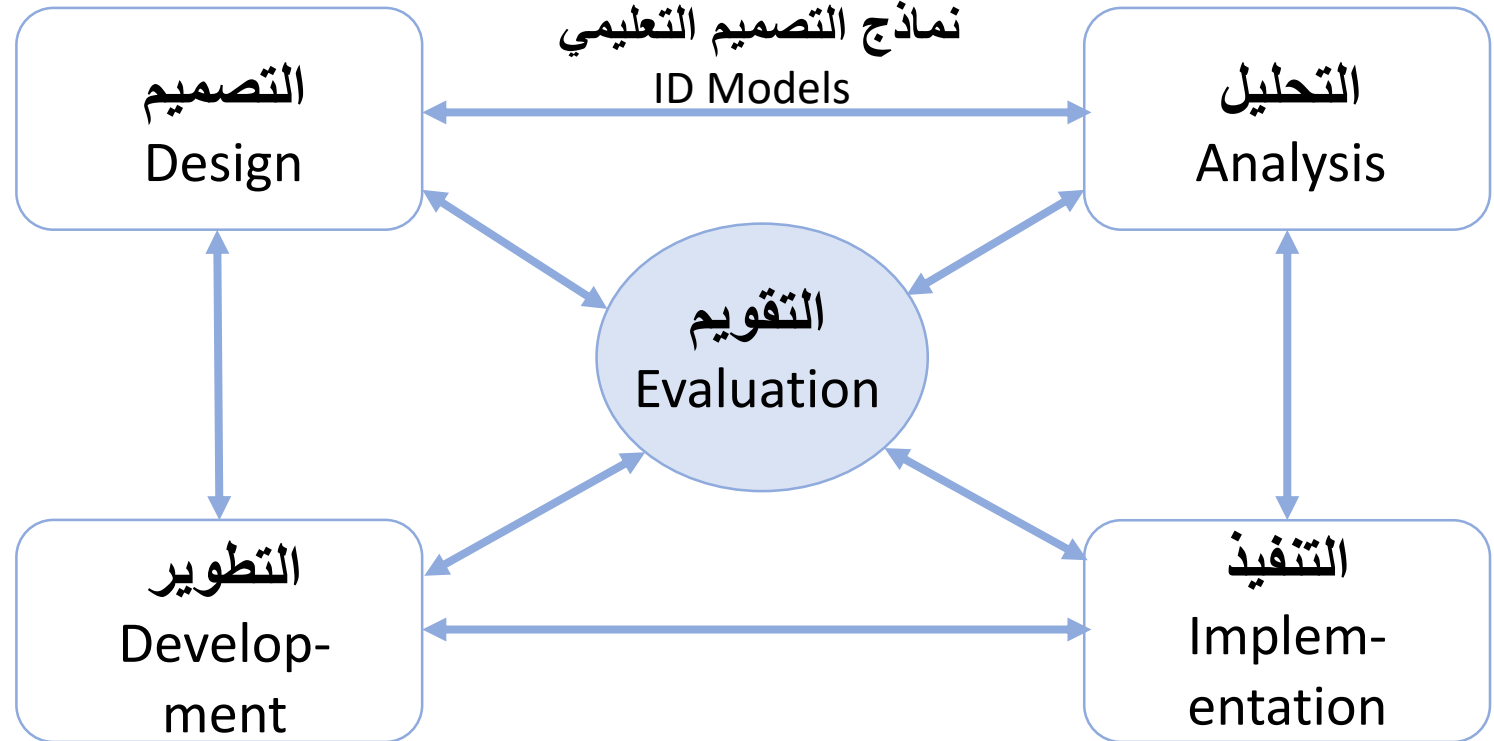 نماذج التصميم التعليمي
ID Models
التحليل
Analysis
التصميم
Design
التقويم
Evaluation
التطوير
Develop-
ment
التنفيذ
Implem-
entation